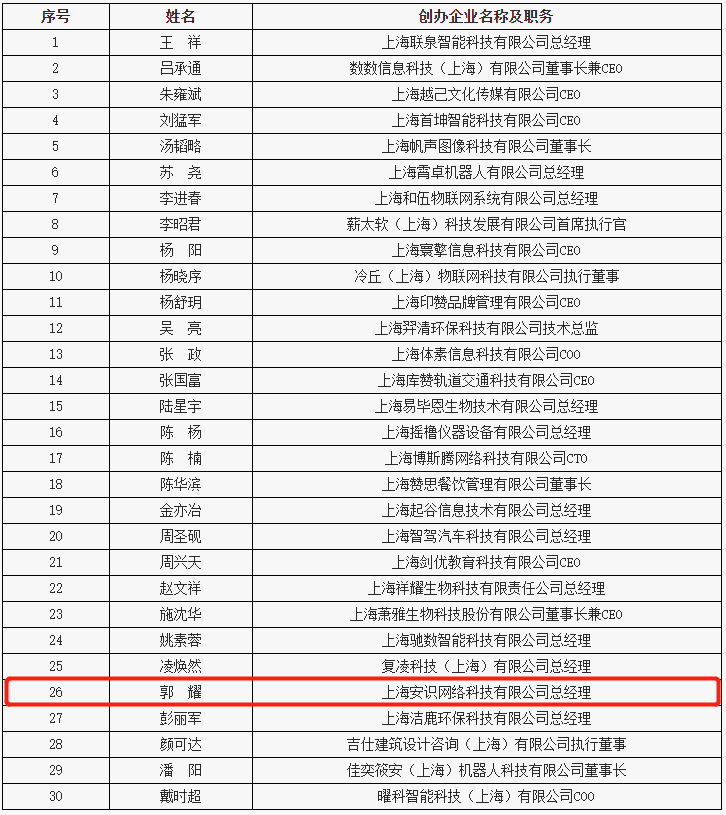 序号 姓名 创办企业名称及职务
1 王 祥 上海联泉智能科技有限公司总经理
2 吕承通 数数信息科技（上海）有限公司董事长兼CEO
3 朱雍斌 上海越己文化传媒有限公司CEO
4 刘猛军 上海首坤智能科技有限公司CEO
5 汤韬略 上海帆声图像科技有限公司董事长
6 苏 尧 上海霄卓机器人有限公司总经理
7 李进春 上海和伍物联网系统有限公司总经理
8 李昭君 薪太软（上海）科技发展有限公司首席执行官
9 杨 阳 上海寰擎信息科技有限公司CEO
10 杨晓序 冷丘（上海）物联网科技有限公司执行董事
11 杨舒玥 上海印赞品牌管理有限公司CEO
12 吴 亮 上海羿清环保科技有限公司技术总监
13 张 政 上海体素信息科技有限公司COO
14 张国富 上海库赞轨道交通科技有限公司CEO
15 陆星宇 上海易毕恩生物技术有限公司总经理
16 陈 杨 上海摇橹仪器设备有限公司总经理
17 陈 楠 上海博斯腾网络科技有限公司CTO
18 陈华滨 上海赞思餐饮管理有限公司董事长
19 金亦冶 上海起谷信息技术有限公司总经理
20 周圣砚 上海智驾汽车科技有限公司总经理
21 周兴天 上海剑优教育科技有限公司CEO
22 赵文祥 上海祥耀生物科技有限责任公司总经理
23 施沈华 上海萧雅生物科技股份有限公司董事长兼CEO
24 姚素蓉 上海驰数智能科技有限公司总经理
25 凌焕然 复凌科技（上海）有限公司总经理
26 郭 耀 上海安识网络科技有限公司总经理
27 彭丽军 上海洁鹿环保科技有限公司总经理
28 颜可达 吉仕建筑设计咨询（上海）有限公司执行董事
29 潘 阳 佳奕筱安（上海）机器人科技有限公司董事长
30 戴时超 曜科智能科技（上海）有限公司COO